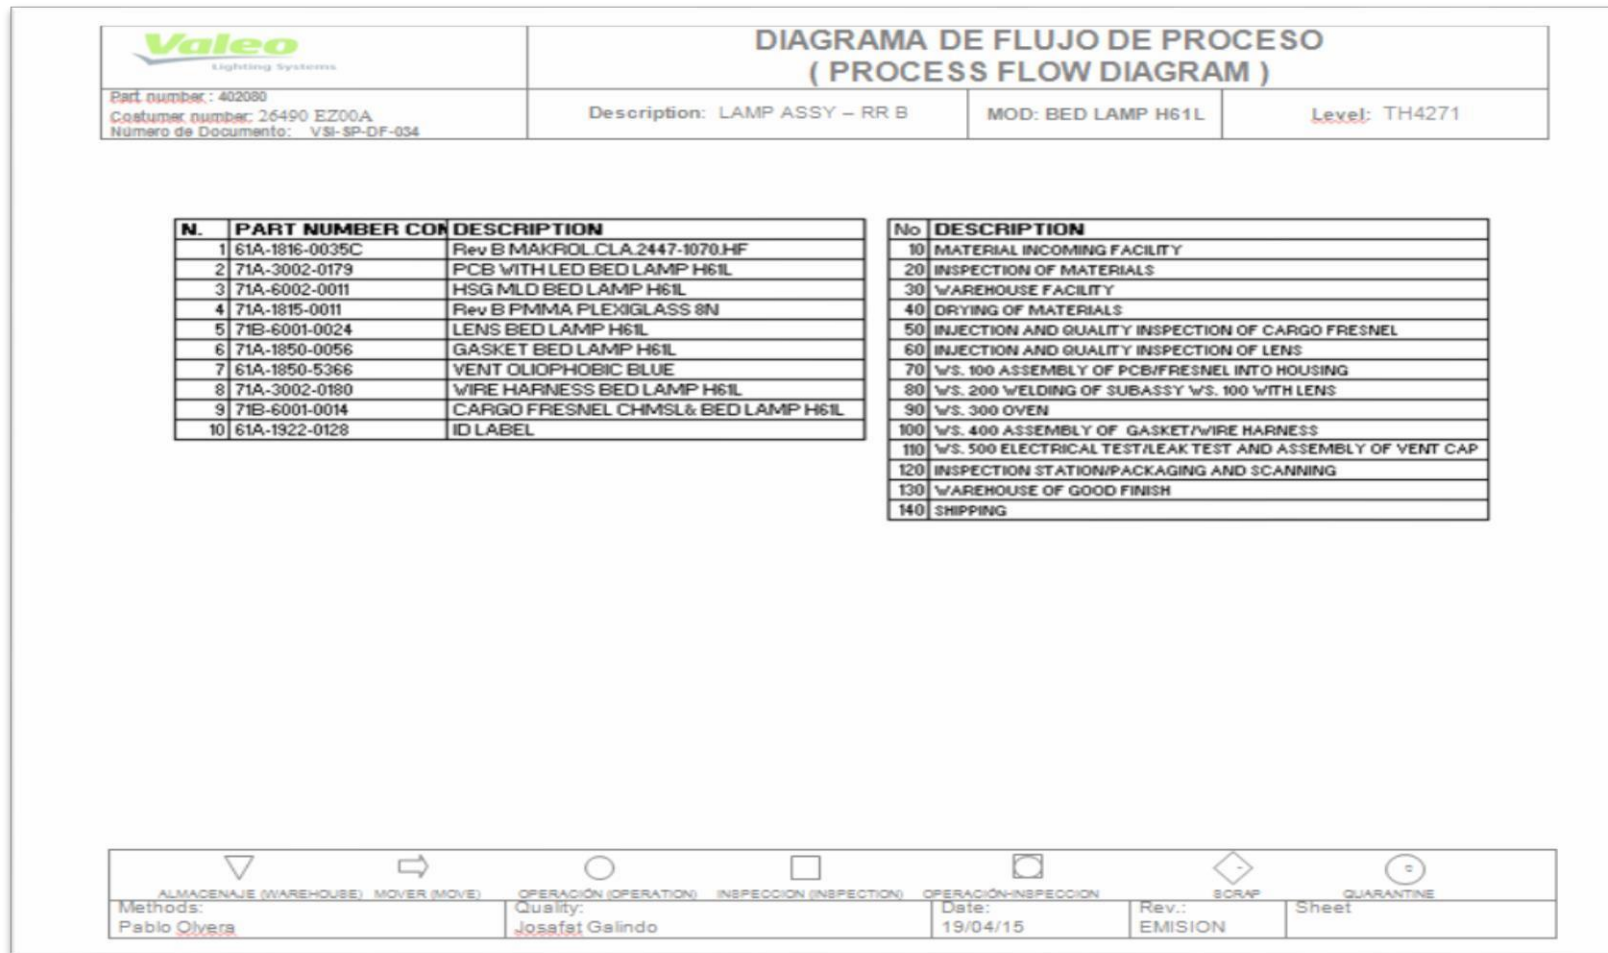 Valeo
Lighting Systems
DIAGRAMA DE FLUJO DE PROCESO
( PROCESS FLOW DIAGRAM )
Part number.: 402080
Costumer number: 26490 EZ00A
Número de Documento: VSI-SP-DF-034
Description: LAMP ASSY – RR B
MOD: BED LAMP H61L
Level: TH4271
N. PART NUMBER CON DESCRIPTION
1 61A-1816-0035C Rev B MAKROL.CLA.2447-1070.HF
2 71A-3002-0179 PCB WITH LED BED LAMP H61L
3 71A-6002-0011 HSG MLD BED LAMP H61L
4 71A-1815-0011 Rev B PMMA PLEXIGLASS 8N
5 71B-6001-0024 LENS BED LAMP H61L
6 71A-1850-0056 GASKET BED LAMP H61L
7 61A-1850-5366 VENT OLIOPHOBIC BLUE
8 71A-3002-0180 WIRE HARNESS BED LAMP H61L
9 71B-6001-0014 CARGO FRESNEL CHMSL& BED LAMP H61L
10 61A-1922-0128 ID LABEL
No DESCRIPTION
10 MATERIAL INCOMING FACILITY
20 INSPECTION OF MATERIALS
30 WAREHOUSE FACILITY
40 DRYING OF MATERIALS
50 INJECTION AND QUALITY INSPECTION OF CARGO FRESNEL
60 INJECTION AND QUALITY INSPECTION OF LENS
70 WS. 100 ASSEMBLY OF PCB/FRESNEL INTO HOUSING
80 WS. 200 WELDING OF SUBASSY WS. 100 WITH LENS
90 WS. 300 OVEN
100 WS. 400 ASSEMBLY OF GASKET/WIRE HARNESS
110 WS. 500 ELECTRICAL TEST/LEAK TEST AND ASSEMBLY OF VENT CAP
120 INSPECTION STATION/PACKAGING AND SCANNING
130 WAREHOUSE OF GOOD FINISH
140 SHIPPING
ALMACENAJE (WAREHOUSE) MOVER (MOVE) OPERACIÓN (OPERATION) INSPECCION (INSPECTION) OPERACIÓN-INSPECCION SCRAP QUARANTINE
Methods:
Pablo Olvera
Quality:
Josafat Galindo
Date:
19/04/15
Rev.:
EMISION
Sheet